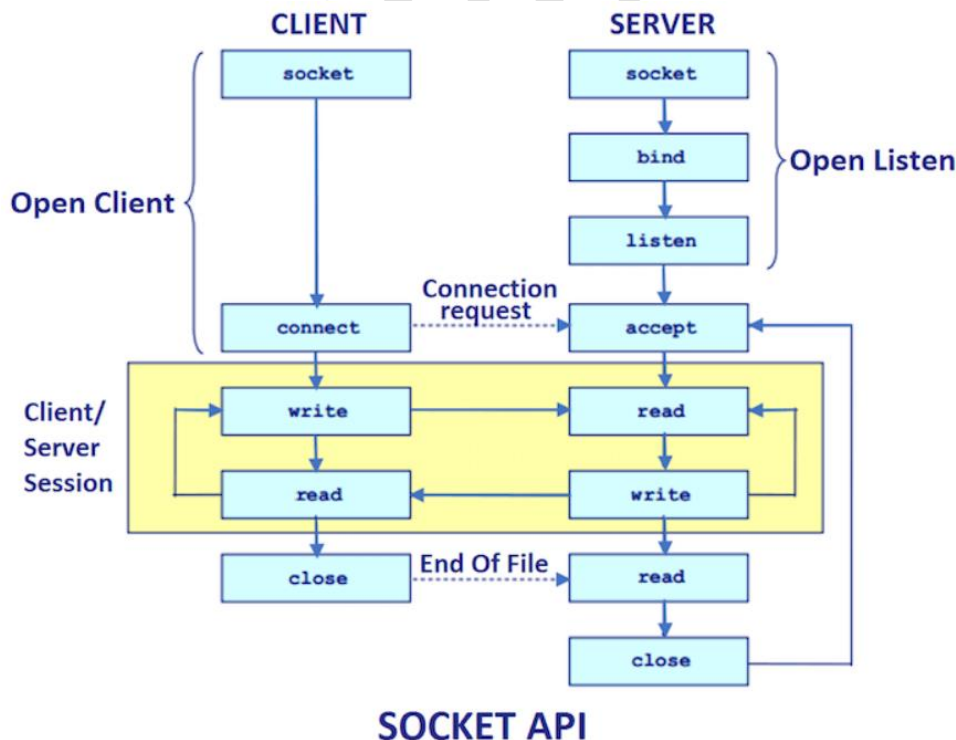 CLIENT
SERVER
socket
socket
bind
Open Listen
Open Client
listen
Connection
request
connect
accept
Client/
Server
Session
write
read
read
write
close
End Of File
read
close
SOCKET API